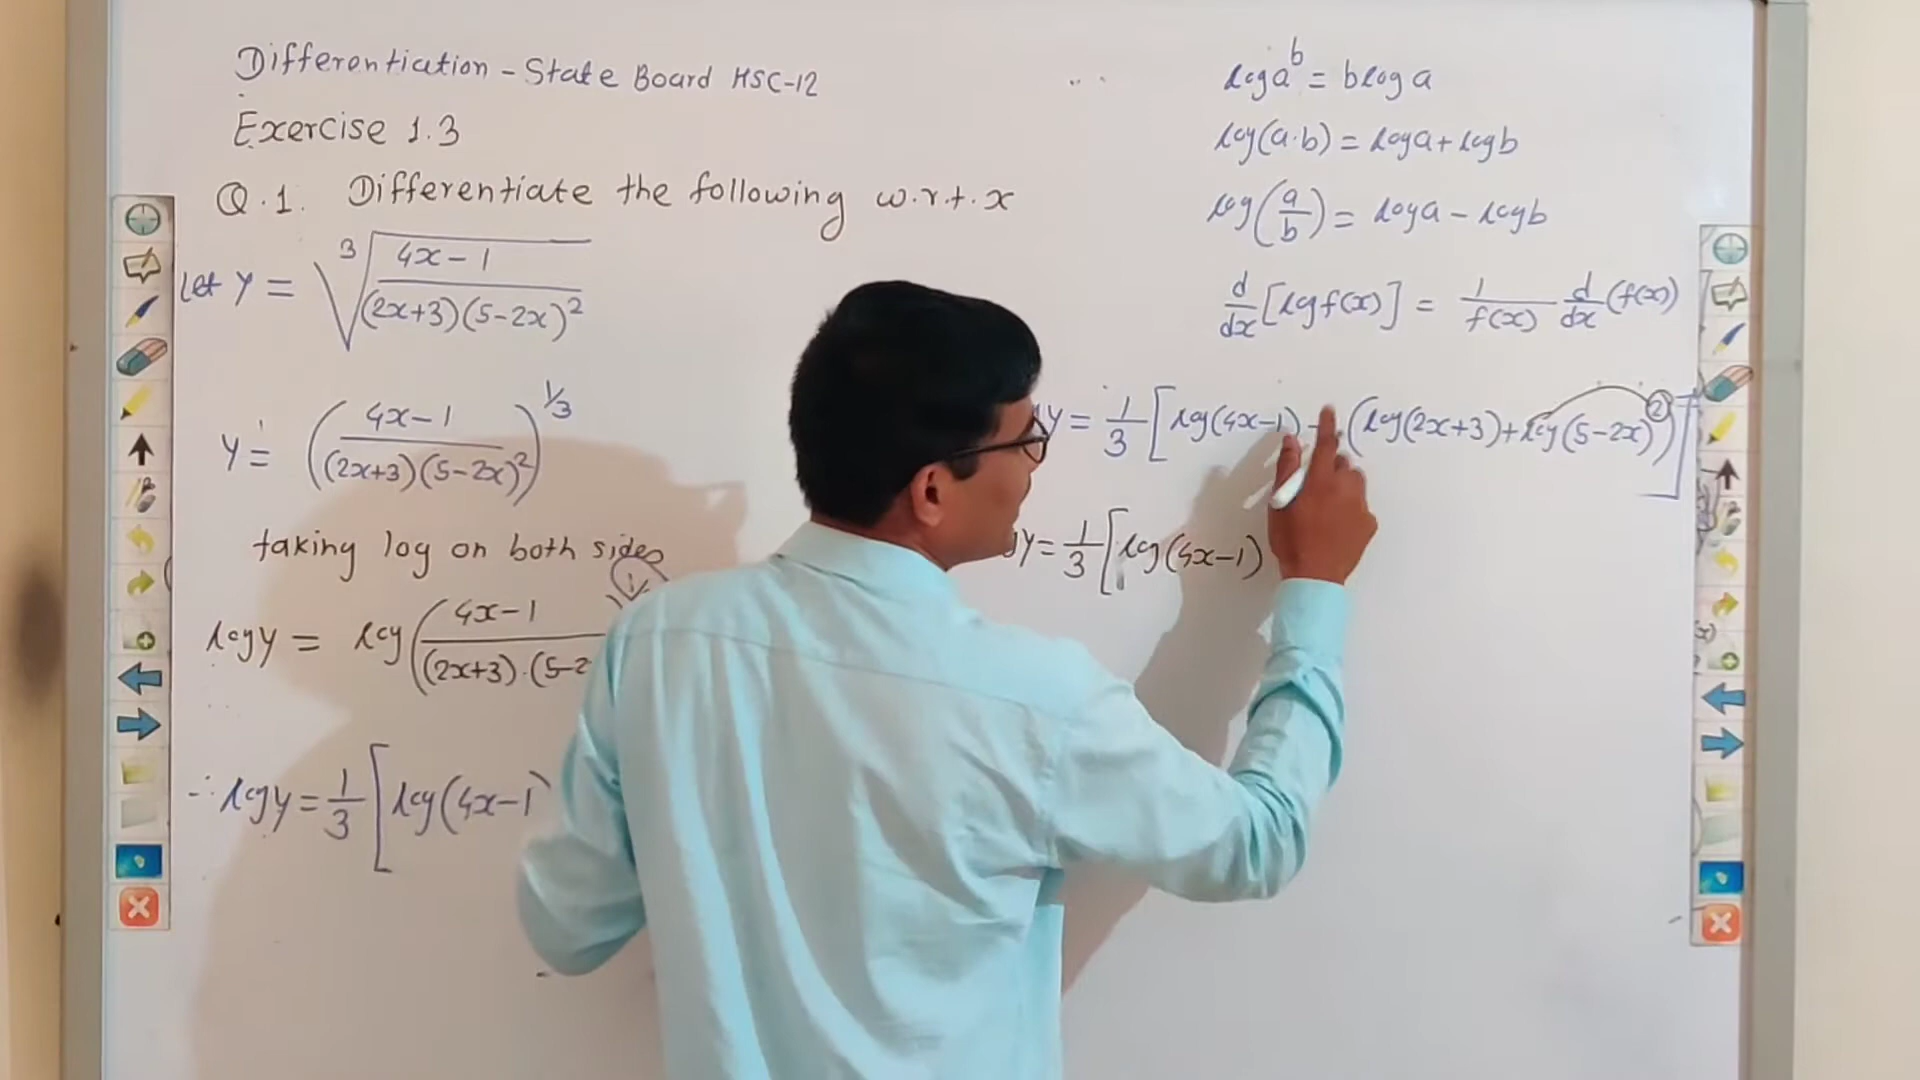 Differentiation - State Board HSC-12
Exercise 1.3
Q.1. Differentiate the following w.r.t. x
Let y = ∛((4x-1)/((2x+3)(5-2x)²))
y = ((4x-1)/((2x+3)(5-2x)²))^(1/3)
taking log on both sides
log y = log((4x-1)/((2x+3).(5-2
∴ log y = 1/3 [log(4x-1)
log a^b = b log a
log(a·b) = log a + log b
log(a/b) = log a - log b
d/dx [log f(x)] = 1/f(x) d/dx (f(x))
y = 1/3 [log(4x-1) - (log(2x+3)+log(5-2x)²)]
y = 1/3 [log(4x-1)